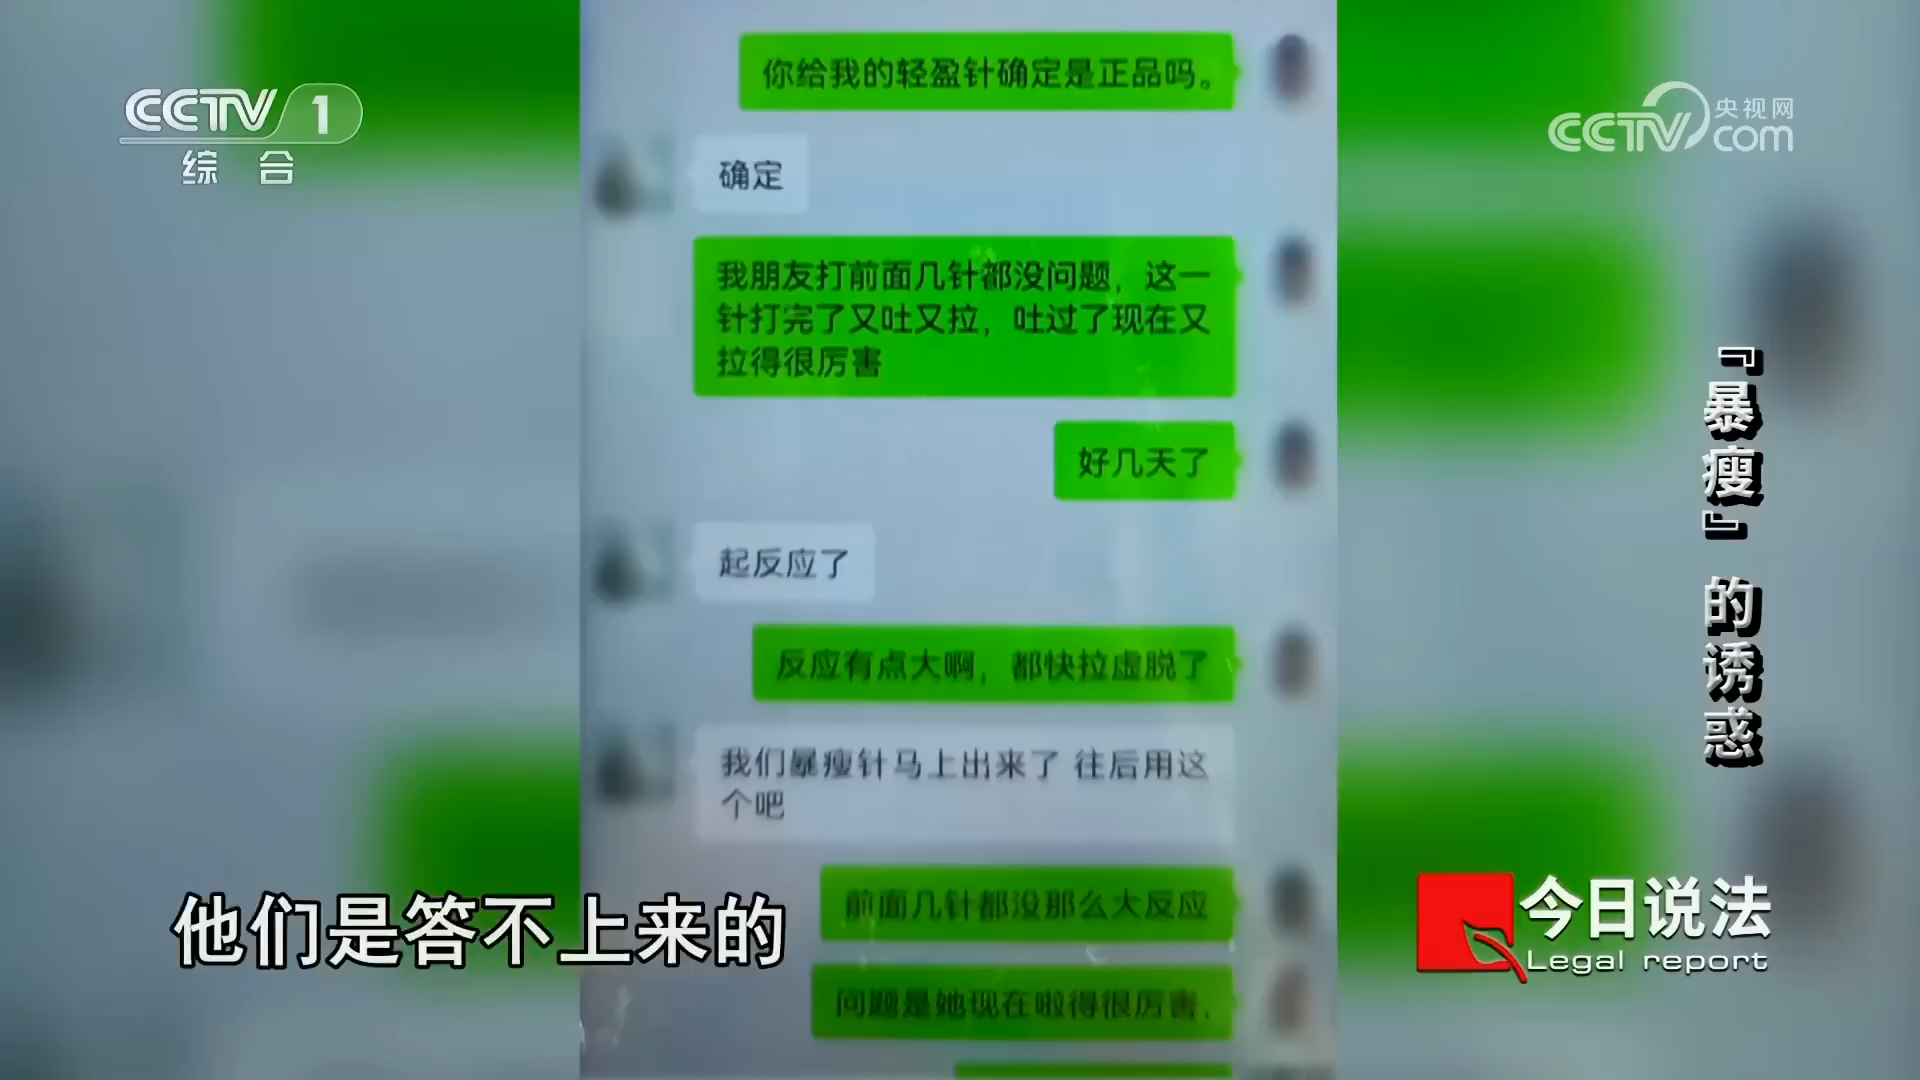 CCTV 1
综 合
央视网
CCTV com
你给我的轻盈针确定是正品吗。
确定
我朋友打前面几针都没问题，这一
针打完了又吐又拉，吐过了现在又
拉得很厉害
好几天了
起反应了
反应有点大啊，都快拉虚脱了
我们暴瘦针马上出来了 往后用这
个吧
前面几针都没那么大反应
问题是她现在啦得很厉害，
『暴瘦』的诱惑
他们是答不上来的
今日说法
Legal report